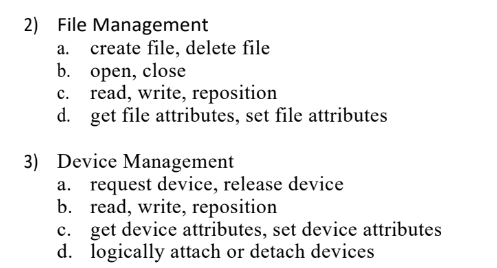 2) File Management
a. create file, delete file
b. open, close
c. read, write, reposition
d. get file attributes, set file attributes
3) Device Management
a. request device, release device
b. read, write, reposition
c. get device attributes, set device attributes
d. logically attach or detach devices